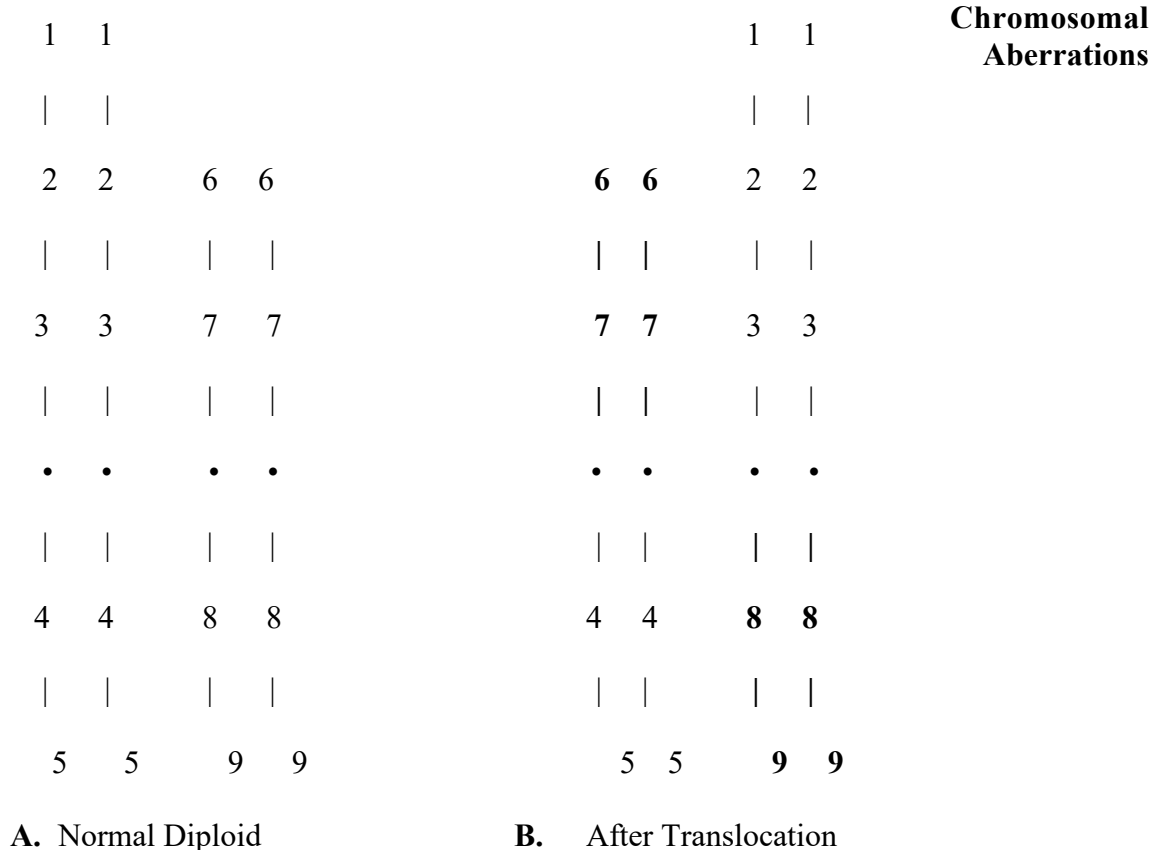 Chromosomal
Aberrations
1 1 1 1
| | | |
2 2 6 6 6 6 2 2
| | | | | | | |
3 3 7 7 7 7 3 3
| | | | | | | |
• • • • • • • •
| | | | | | | |
4 4 8 8 4 4 8 8
| | | | | | | |
5 5 9 9 5 5 9 9
A. Normal Diploid B. After Translocation